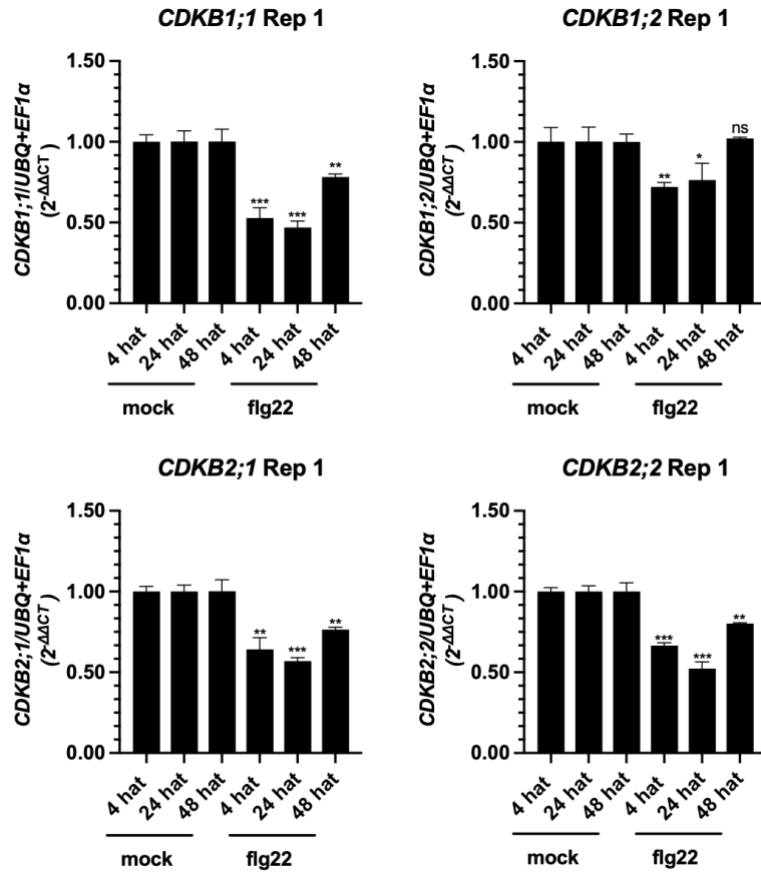 CDKB1;1 Rep 1
CDKB1;1/UBQ+EF1α
(2-ΔΔCT)
1.50
1.00
0.50
0.00
***
***
**
4 hat
24 hat
48 hat
4 hat
24 hat
48 hat
mock
flg22
CDKB1;2 Rep 1
CDKB1;2/UBQ+EF1α
(2-ΔΔCT)
1.50
1.00
0.50
0.00
**
*
ns
4 hat
24 hat
48 hat
4 hat
24 hat
48 hat
mock
flg22
CDKB2;1 Rep 1
CDKB2;1/UBQ+EF1α
(2-ΔΔCT)
1.50
1.00
0.50
0.00
**
***
**
4 hat
24 hat
48 hat
4 hat
24 hat
48 hat
mock
flg22
CDKB2;2 Rep 1
CDKB2;2/UBQ+EF1α
(2-ΔΔCT)
1.50
1.00
0.50
0.00
***
***
**
4 hat
24 hat
48 hat
4 hat
24 hat
48 hat
mock
flg22